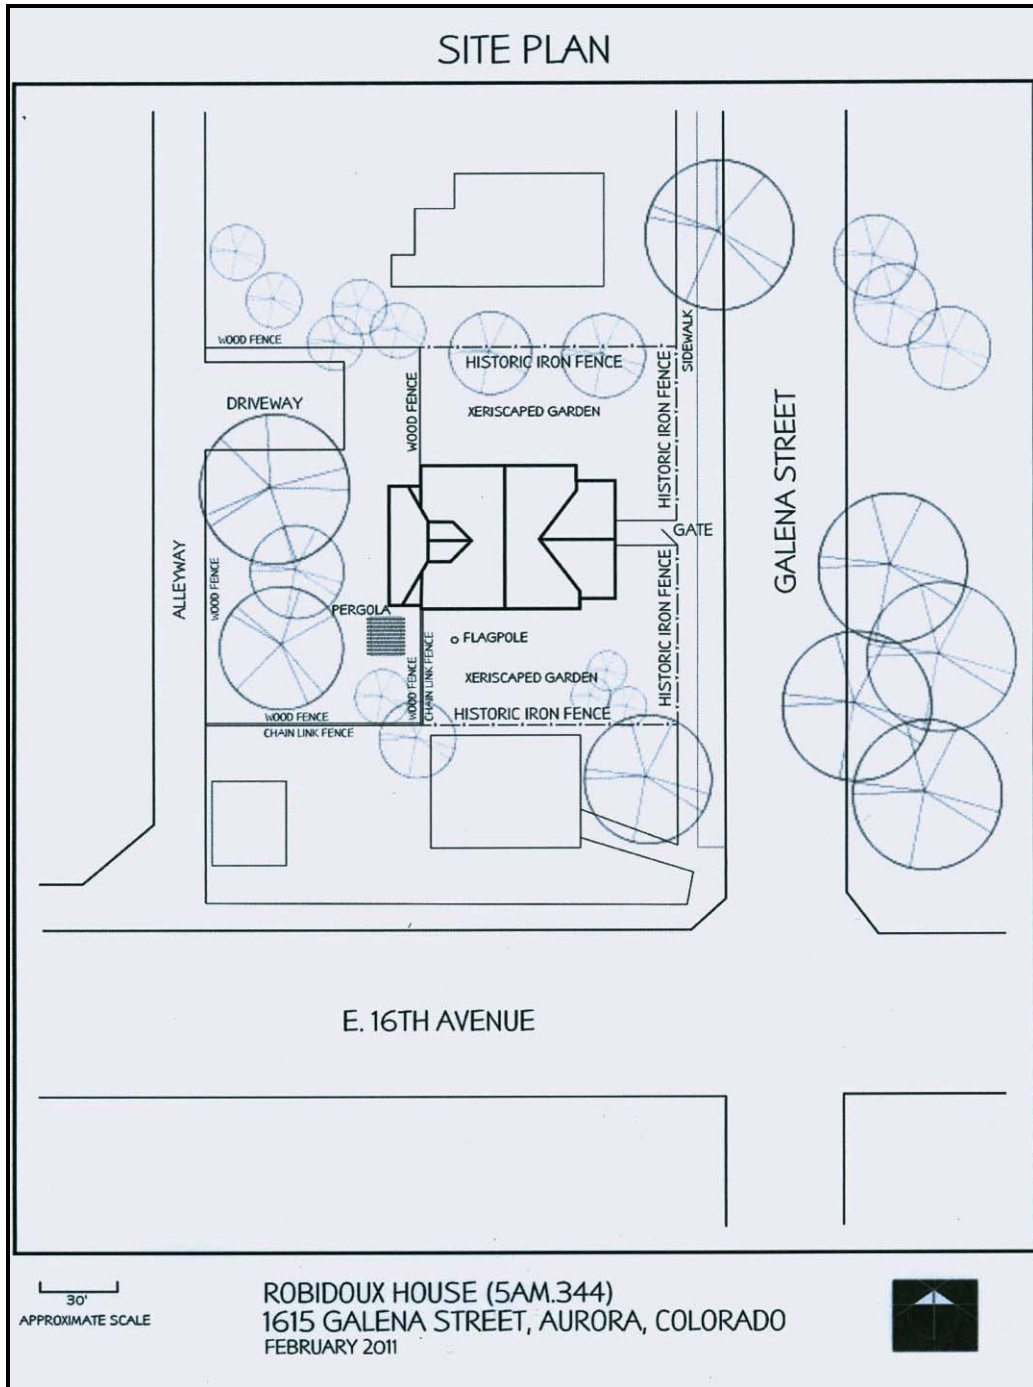 SITE PLAN
WOOD FENCE
HISTORIC IRON FENCE
SIDEWALK
DRIVEWAY
WOOD FENCE
XERISCAPED GARDEN
HISTORIC IRON FENCE
GALENA STREET
GATE
ALLEYWAY
WOOD FENCE
PERGOLA
FLAGPOLE
HISTORIC IRON FENCE
XERISCAPED GARDEN
WOOD FENCE
CHAIN LINK FENCE
HISTORIC IRON FENCE
WOOD FENCE
CHAIN LINK FENCE
E. 16TH AVENUE
30'
APPROXIMATE SCALE
ROBIDOUX HOUSE (5AM.344)
1615 GALENA STREET, AURORA, COLORADO
FEBRUARY 2011